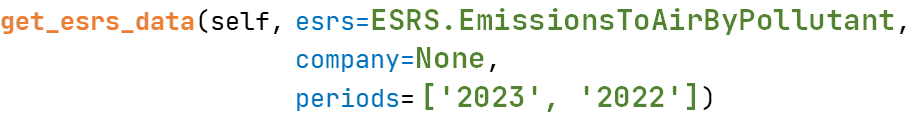 get_esrs_data(self, esrs=ESRS.EmissionsToAirByPollutant,
company=None,
periods=['2023', '2022'])